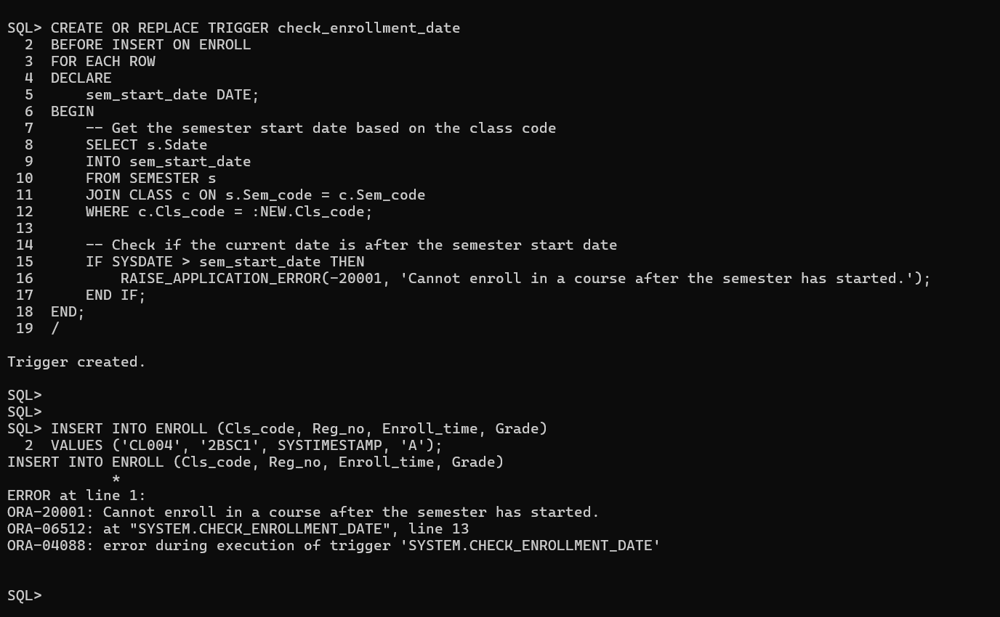 SQL> CREATE OR REPLACE TRIGGER check_enrollment_date
  2  BEFORE INSERT ON ENROLL
  3  FOR EACH ROW
  4  DECLARE
  5      sem_start_date DATE;
  6  BEGIN
  7      -- Get the semester start date based on the class code
  8      SELECT s.Sdate
  9      INTO sem_start_date
 10      FROM SEMESTER s
 11      JOIN CLASS c ON s.Sem_code = c.Sem_code
 12      WHERE c.Cls_code = :NEW.Cls_code;
 13
 14      -- Check if the current date is after the semester start date
 15      IF SYSDATE > sem_start_date THEN
 16          RAISE_APPLICATION_ERROR(-20001, 'Cannot enroll in a course after the semester has started.');
 17      END IF;
 18  END;
 19  /
Trigger created.
SQL>
SQL>
SQL> INSERT INTO ENROLL (Cls_code, Reg_no, Enroll_time, Grade)
  2  VALUES ('CL004', '2BSC1', SYSTIMESTAMP, 'A');
INSERT INTO ENROLL (Cls_code, Reg_no, Enroll_time, Grade)
            *
ERROR at line 1:
ORA-20001: Cannot enroll in a course after the semester has started.
ORA-06512: at "SYSTEM.CHECK_ENROLLMENT_DATE", line 13
ORA-04088: error during execution of trigger 'SYSTEM.CHECK_ENROLLMENT_DATE'
SQL>